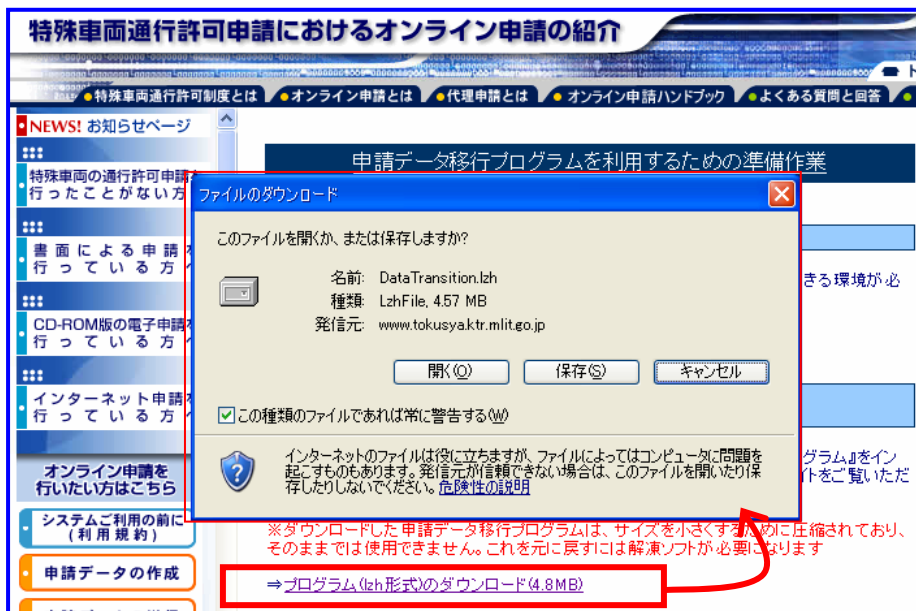 特殊車両通行許可申請におけるオンライン申請の紹介
特殊車両通行許可制度とは
オンライン申請とは
代理申請とは
オンライン申請ハンドブック
よくある質問と回答
NEWS! お知らせページ
特殊車両の通行許可申請を
行ったことがない方
書面による申請を
行っている方へ
CD-ROM版の電子申請を
行っている方へ
インターネット申請を
行っている方へ
オンライン申請を
行いたい方はこちら
システムご利用の前に
(利用規約)
申請データの作成
申請データ移行プログラムを利用するための準備作業
きる環境が必
グラム』をイン
イトをご覧いただ
ファイルのダウンロード
このファイルを開くか、または保存しますか?
名前: DataTransition.lzh
種類: LzhFile, 4.57 MB
発信元: www.tokusya.ktr.mlit.go.jp
開く(O)
保存(S)
キャンセル
この種類のファイルであれば常に警告する(W)
インターネットのファイルは役に立ちますが、ファイルによってはコンピュータに問題を
起こすものもあります。発信元が信頼できない場合は、このファイルを開いたり保
存したりしないでください。危険性の説明
※ダウンロードした申請データ移行プログラムは、サイズを小さくするために圧縮されており、
そのままでは使用できません。これを元に戻すには解凍ソフトが必要になります
⇒プログラム(lzh形式)のダウンロード(4.8MB)